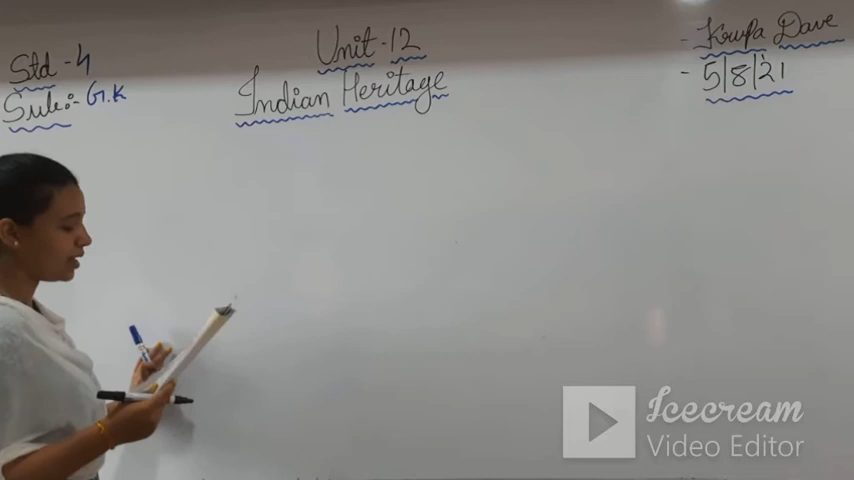 Std - 4
Sub:- G.K
Unit - 12
Indian Heritage
- Krupa Dave
- 5/8/21
Icecream
Video Editor